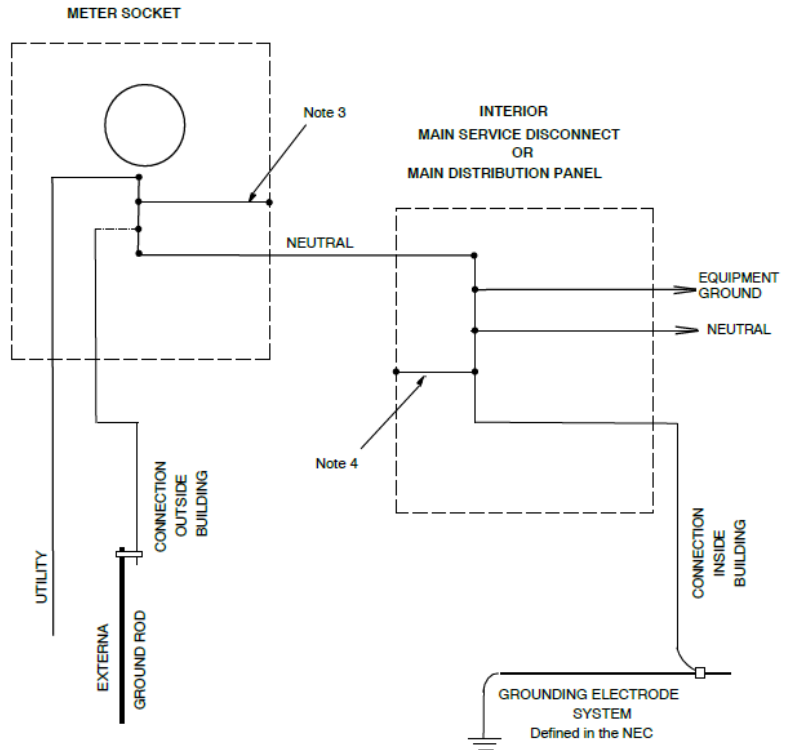 METER SOCKET
Note 3
INTERIOR
MAIN SERVICE DISCONNECT
OR
MAIN DISTRIBUTION PANEL
NEUTRAL
EQUIPMENT
GROUND
NEUTRAL
Note 4
CONNECTION
OUTSIDE
BUILDING
UTILITY
EXTERNA
GROUND ROD
CONNECTION
INSIDE
BUILDING
GROUNDING ELECTRODE
SYSTEM
Defined in the NEC